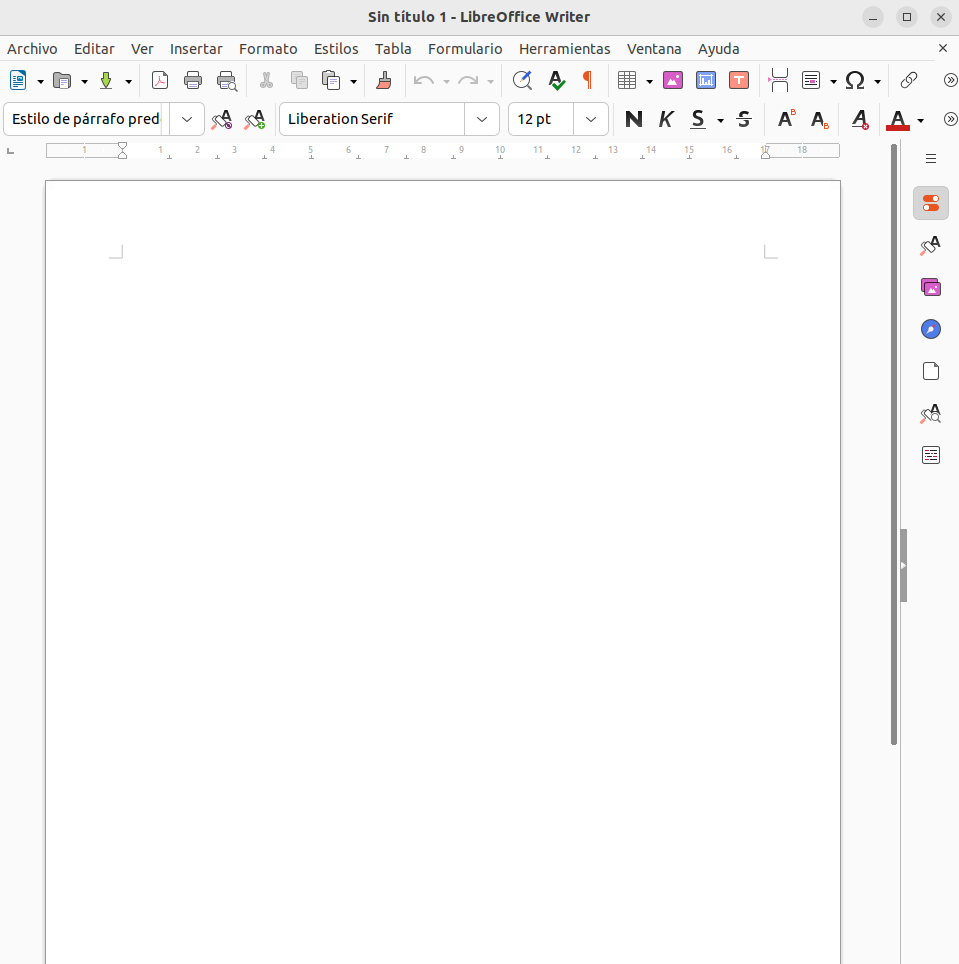 Sin título 1 - LibreOffice Writer
Archivo Editar Ver Insertar Formato Estilos Tabla Formulario Herramientas Ventana Ayuda
Estilo de párrafo pred Liberation Serif 12 pt N K S S A A A A
1 1 2 3 4 5 6 7 8 9 10 11 12 13 14 15 16 17 18